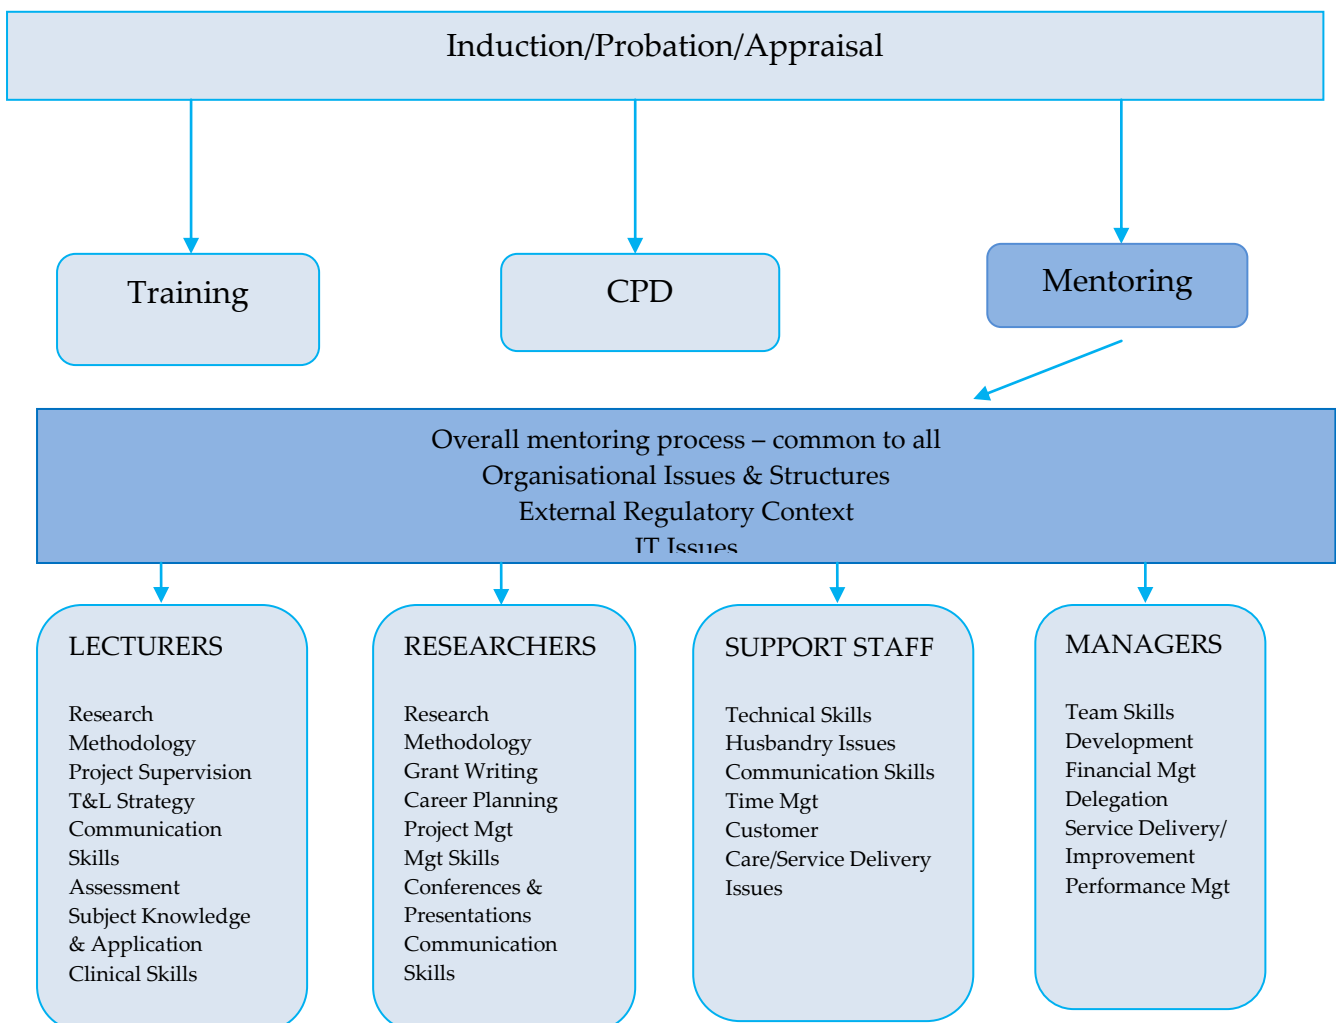 Induction/Probation/Appraisal
Training
CPD
Mentoring
Overall mentoring process – common to all
Organisational Issues & Structures
External Regulatory Context
IT Issues
LECTURERS
Research
Methodology
Project Supervision
T&L Strategy
Communication
Skills
Assessment
Subject Knowledge
& Application
Clinical Skills
RESEARCHERS
Research
Methodology
Grant Writing
Career Planning
Project Mgt
Mgt Skills
Conferences &
Presentations
Communication
Skills
SUPPORT STAFF
Technical Skills
Husbandry Issues
Communication Skills
Time Mgt
Customer
Care/Service Delivery
Issues
MANAGERS
Team Skills
Development
Financial Mgt
Delegation
Service Delivery/
Improvement
Performance Mgt